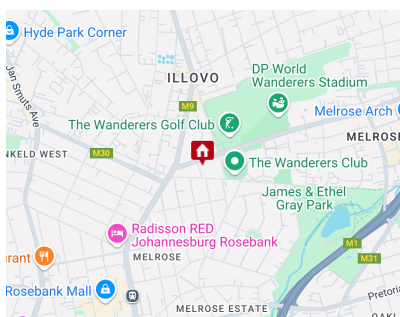 Hyde Park Corner
Jan Smuts Ave
ILLOVO
DP World
Wanderers Stadium
M9
The Wanderers Golf Club
Melrose Arch
MELROSE
NKELD WEST
M30
The Wanderers Club
James & Ethel
Gray Park
Radisson RED
Johannesburg Rosebank
M1
M31
rant
MELROSE
Rosebank Mall
Pretoria
MELROSE ESTATE
OAKL